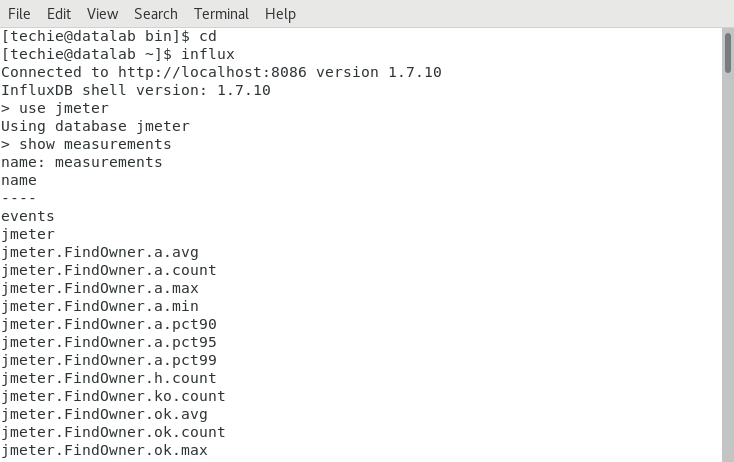 File Edit View Search Terminal Help
[techie@datalab bin]$ cd
[techie@datalab ~]$ influx
Connected to http://localhost:8086 version 1.7.10
InfluxDB shell version: 1.7.10
> use jmeter
Using database jmeter
> show measurements
name: measurements
name
----
events
jmeter
jmeter.FindOwner.a.avg
jmeter.FindOwner.a.count
jmeter.FindOwner.a.max
jmeter.FindOwner.a.min
jmeter.FindOwner.a.pct90
jmeter.FindOwner.a.pct95
jmeter.FindOwner.a.pct99
jmeter.FindOwner.h.count
jmeter.FindOwner.ko.count
jmeter.FindOwner.ok.avg
jmeter.FindOwner.ok.count
jmeter.FindOwner.ok.max